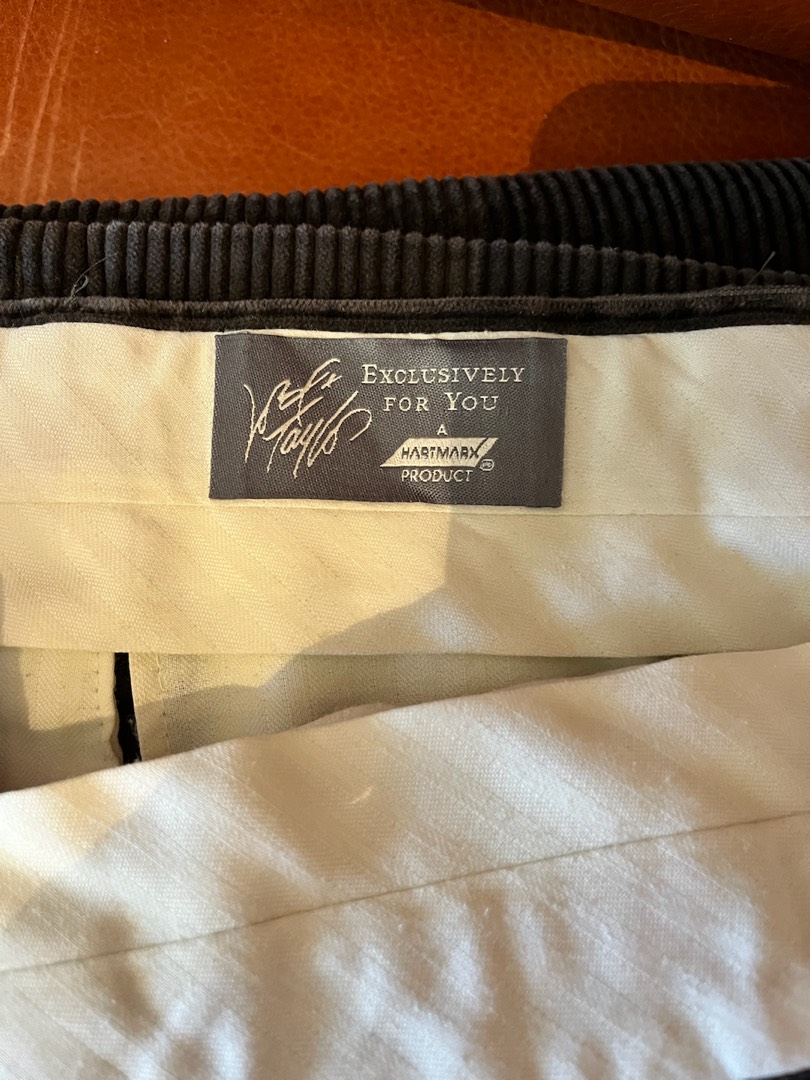 EXCLUSIVELY
FOR YOU
A
HARTMARX
PRODUCT